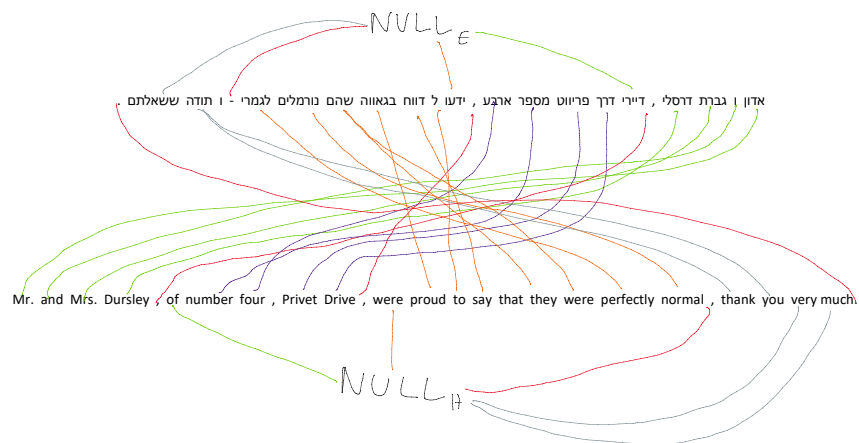 NULL E
אדון ו גברת דרסלי , דיירי דרך פריווט מספר ארבע , ידעו ל דווח בגאווה שהם נורמלים לגמרי - ו תודה ששאלתם .
Mr. and Mrs. Dursley , of number four , Privet Drive , were proud to say that they were perfectly normal , thank you very much.
NULL H